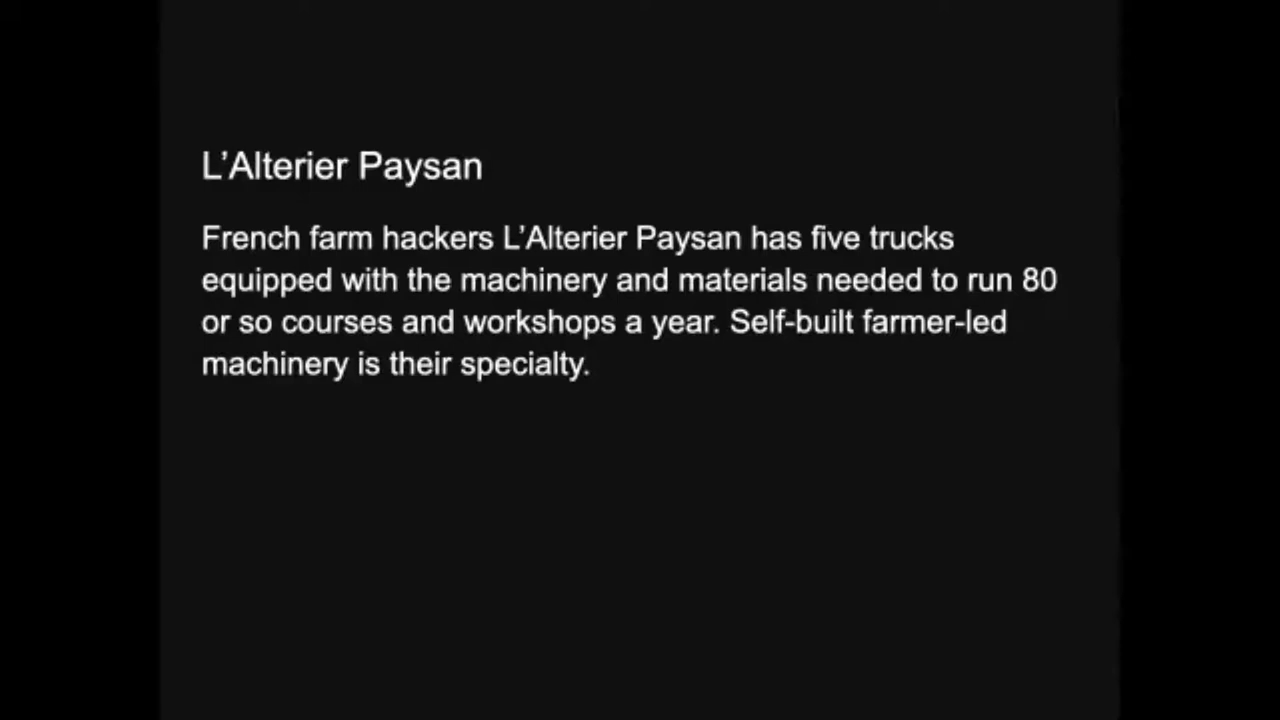 L’Alterier Paysan
French farm hackers L’Alterier Paysan has five trucks
equipped with the machinery and materials needed to run 80
or so courses and workshops a year. Self-built farmer-led
machinery is their specialty.